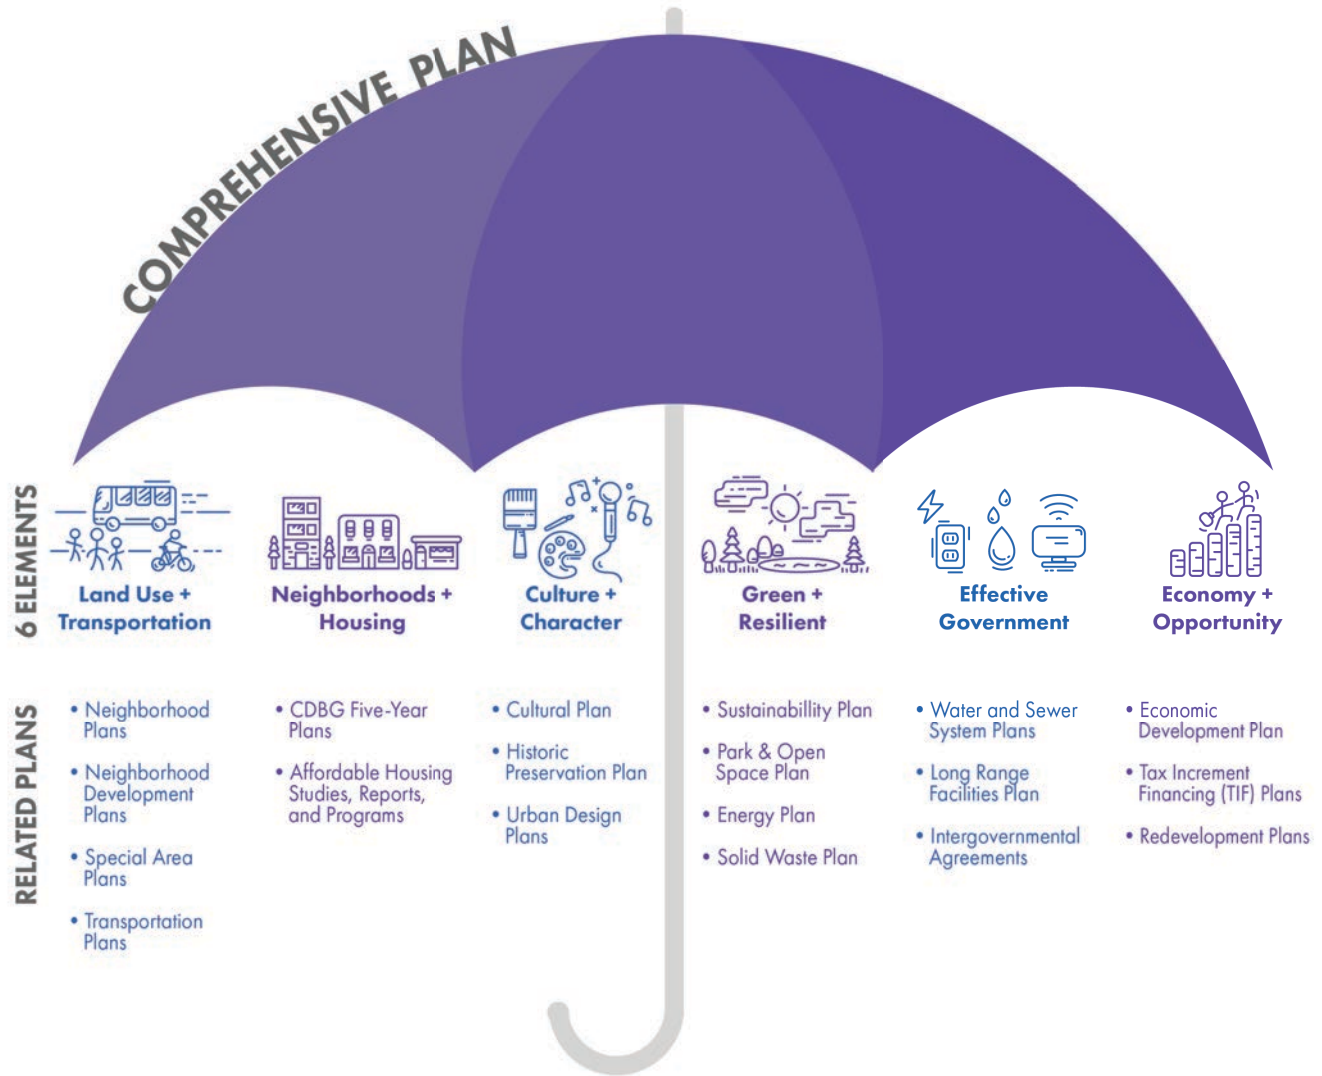 COMPREHENSIVE PLAN
6 ELEMENTS
Land Use +
Transportation
Neighborhoods +
Housing
Culture +
Character
Green +
Resilient
Effective
Government
Economy +
Opportunity
RELATED PLANS
• Neighborhood
Plans
• Neighborhood
Development
Plans
• Special Area
Plans
• Transportation
Plans
• CDBG Five-Year
Plans
• Affordable Housing
Studies, Reports,
and Programs
• Cultural Plan
• Historic
Preservation Plan
• Urban Design
Plans
• Sustainabillity Plan
• Park & Open
Space Plan
• Energy Plan
• Solid Waste Plan
• Water and Sewer
System Plans
• Long Range
Facilities Plan
• Intergovernmental
Agreements
• Economic
Development Plan
• Tax Increment
Financing (TIF) Plans
• Redevelopment Plans